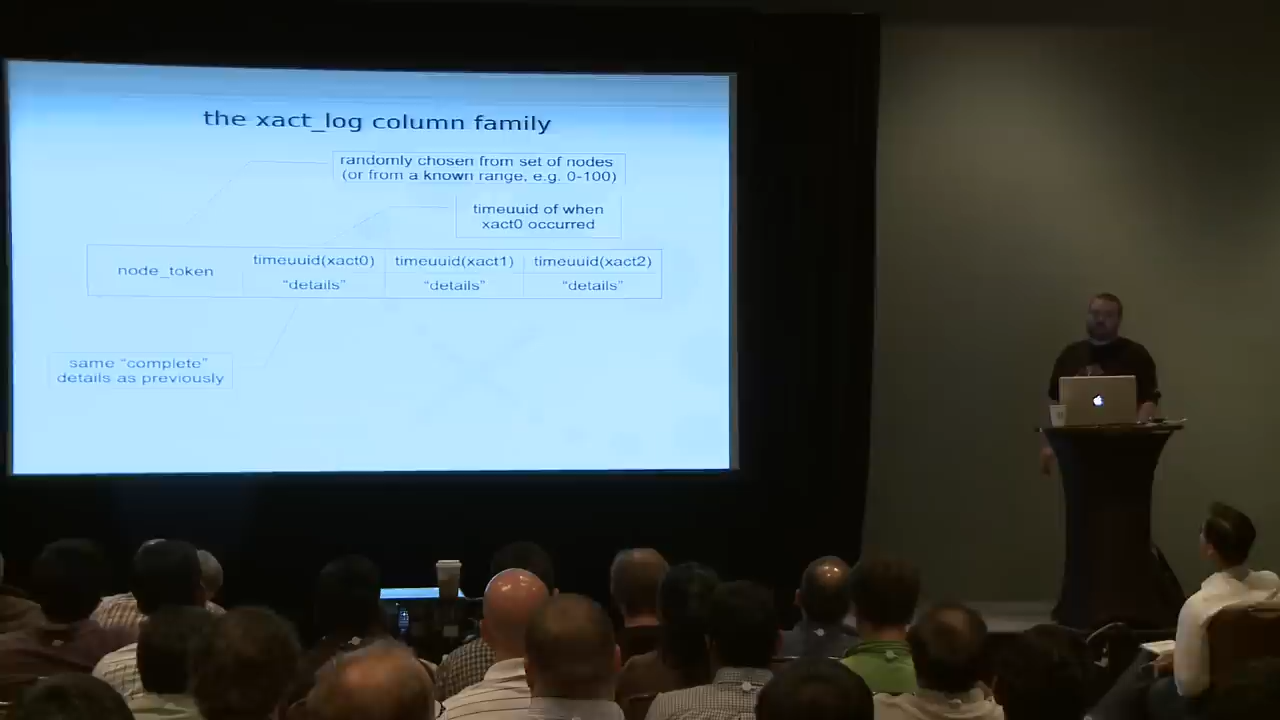 the xact_log column family
randomly chosen from set of nodes
(or from a known range, e.g. 0-100)
timeuuid of when
xact0 occurred
node_token
timeuuid(xact0)
timeuuid(xact1)
timeuuid(xact2)
“details”
“details”
“details”
same “complete”
details as previously